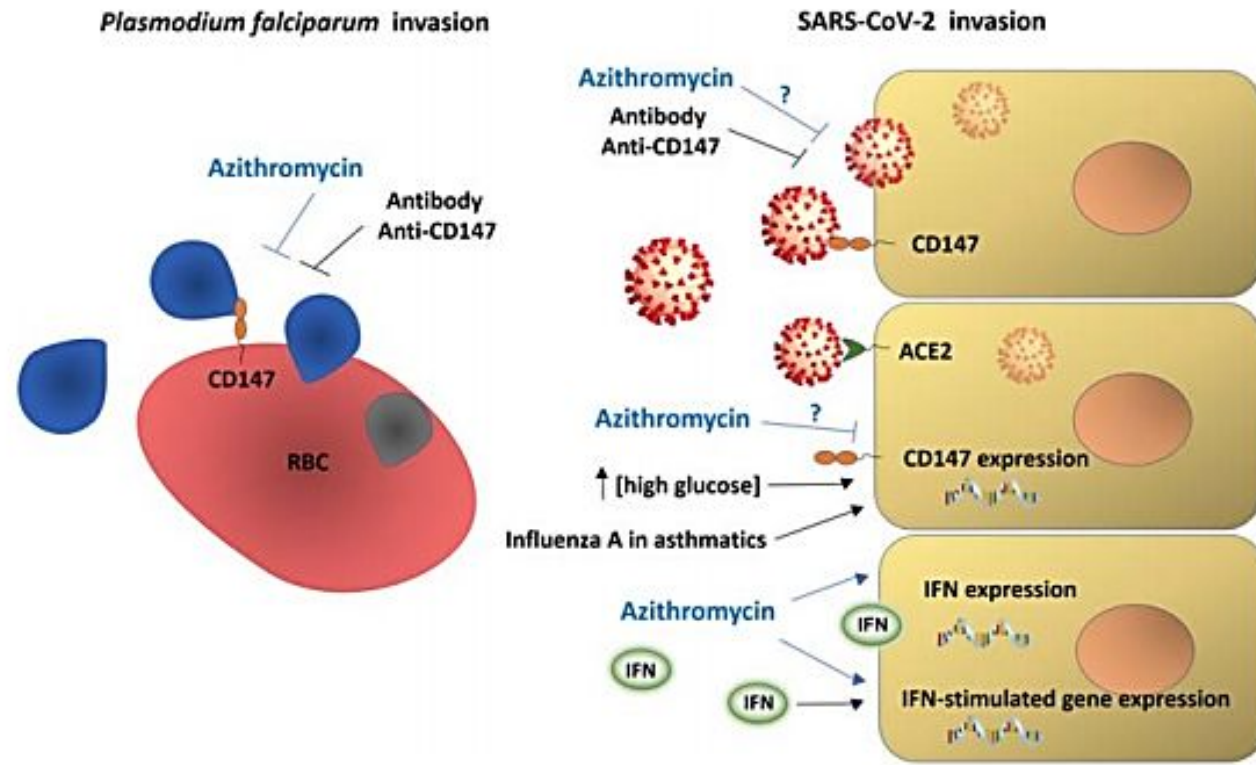 Plasmodium falciparum invasion
Azithromycin
Antibody
Anti-CD147
CD147
RBC
SARS-CoV-2 invasion
Azithromycin
?
Antibody
Anti-CD147
CD147
ACE2
Azithromycin
?
CD147 expression
↑ [high glucose]
Influenza A in asthmatics
Azithromycin
IFN expression
IFN
IFN
IFN
IFN-stimulated gene expression